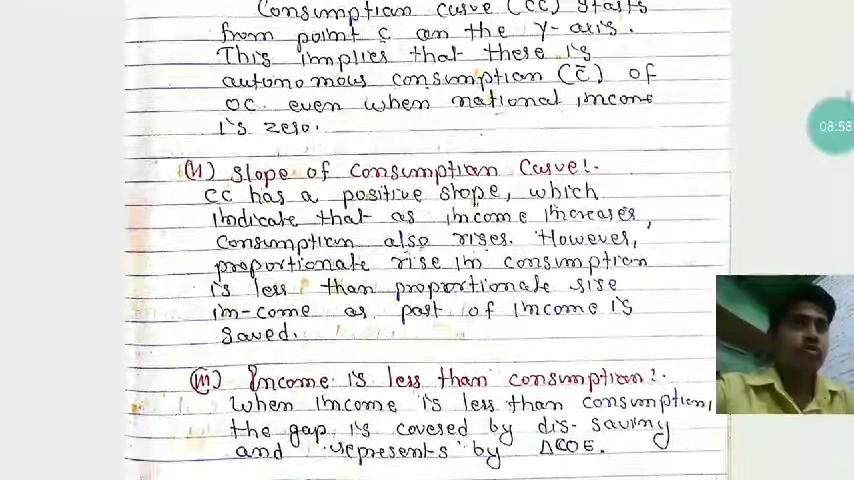 Consumption curve (CC) starts
from point C on the Y-axis.
This implies that there is
autonomous consumption (C̄) of
OC even when national income
is zero.
(ii) Slope of Consumption Curve:-
CC has a positive slope, which
indicate that as income increases,
consumption also rises. However,
proportionate rise in consumption
is less than proportionate rise
in-come as part of income is
saved.
(iii) Income is less than consumption:-
When income is less than consumption,
the gap is covered by dis-saving
and represents by ΔCOE.
08:58